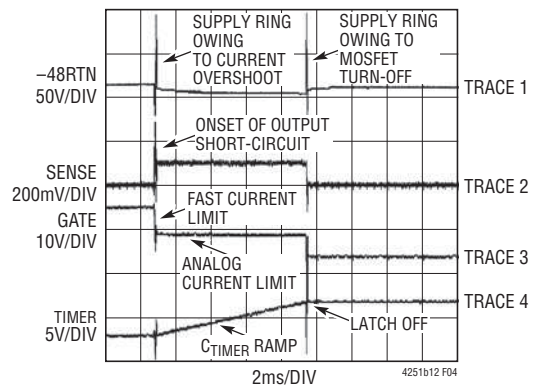 SUPPLY RING
OWING
TO CURRENT
OVERSHOOT
SUPPLY RING
OWING TO
MOSFET
TURN-OFF
–48RTN
50V/DIV
TRACE 1
ONSET OF OUTPUT
SHORT-CIRCUIT
SENSE
200mV/DIV
TRACE 2
FAST CURRENT
LIMIT
GATE
10V/DIV
ANALOG
CURRENT LIMIT
TRACE 3
TRACE 4
LATCH OFF
TIMER
5V/DIV
CTIMER RAMP
2ms/DIV
4251b12 F04